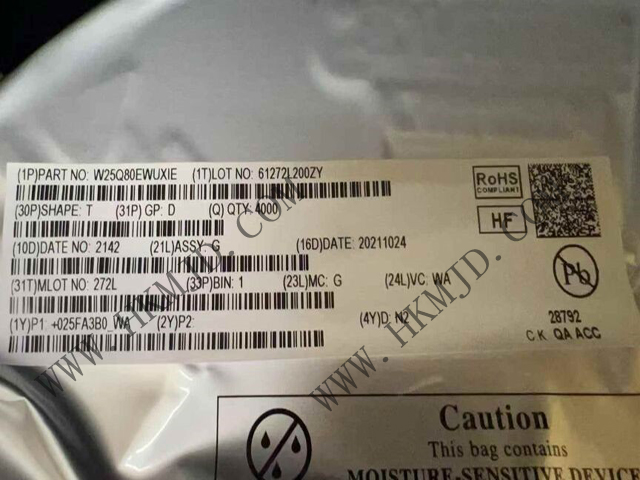 (1P)PART NO: W25Q80EWUXIE (1T)LOT NO: 61272L200ZY
(30P)SHAPE: T (31P) GP: D (Q) QTY: 4000
(10D)DATE NO: 2142 (21L)ASSY: G (16D)DATE: 20211024
(31T)MLOT NO: 272L (33P)BIN: 1 (23L)MC: G (24L)VC: WA
(1Y)P1: +025FA3B0_WA (2Y)P2: (4Y)D: N2
RoHS
COMPLIANT
HF
Pb
28792
C.K. QA ACC
WWW.HKMJD.COM
WWW.HKMJD.COM
Caution
This bag contains
MOISTURE-SENSITIVE DEVICE